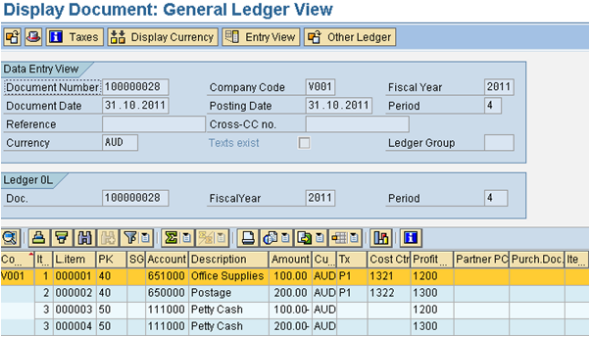 Display Document: General Ledger View
Taxes Display Currency Entry View Other Ledger
Data Entry View
Document Number 100000028 Company Code V001 Fiscal Year 2011
Document Date 31.10.2011 Posting Date 31.10.2011 Period 4
Reference Cross-CC no.
Currency AUD Texts exist Ledger Group
Ledger 0L
Doc. 100000028 FiscalYear 2011 Period 4
Co... It... L.item PK SG Account Description Amount Cu... Tx Cost Ctr Profit ... Partner PC Purch.Doc. Ite
V001 1 000001 40 651000 Office Supplies 100.00 AUD P1 1321 1200
2 000002 40 650000 Postage 200.00 AUD P1 1322 1300
3 000003 50 111000 Petty Cash 100.00- AUD 1200
3 000004 50 111000 Petty Cash 200.00- AUD 1300